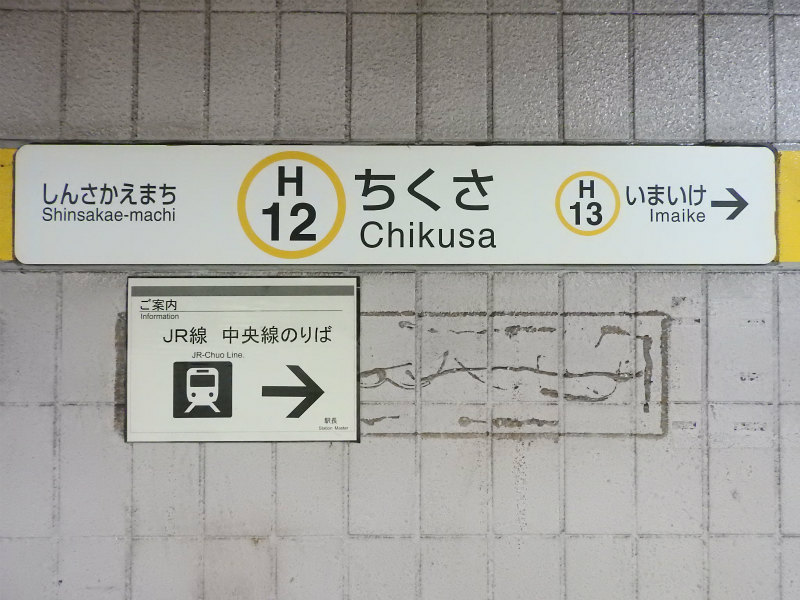 しんさかえまち
Shinsakae-machi
H
12
ちくさ
Chikusa
H
13
いまいけ
Imaike
ご案内
Information
JR線 中央線のりば
JR-Chuo Line.
駅長
Station Master